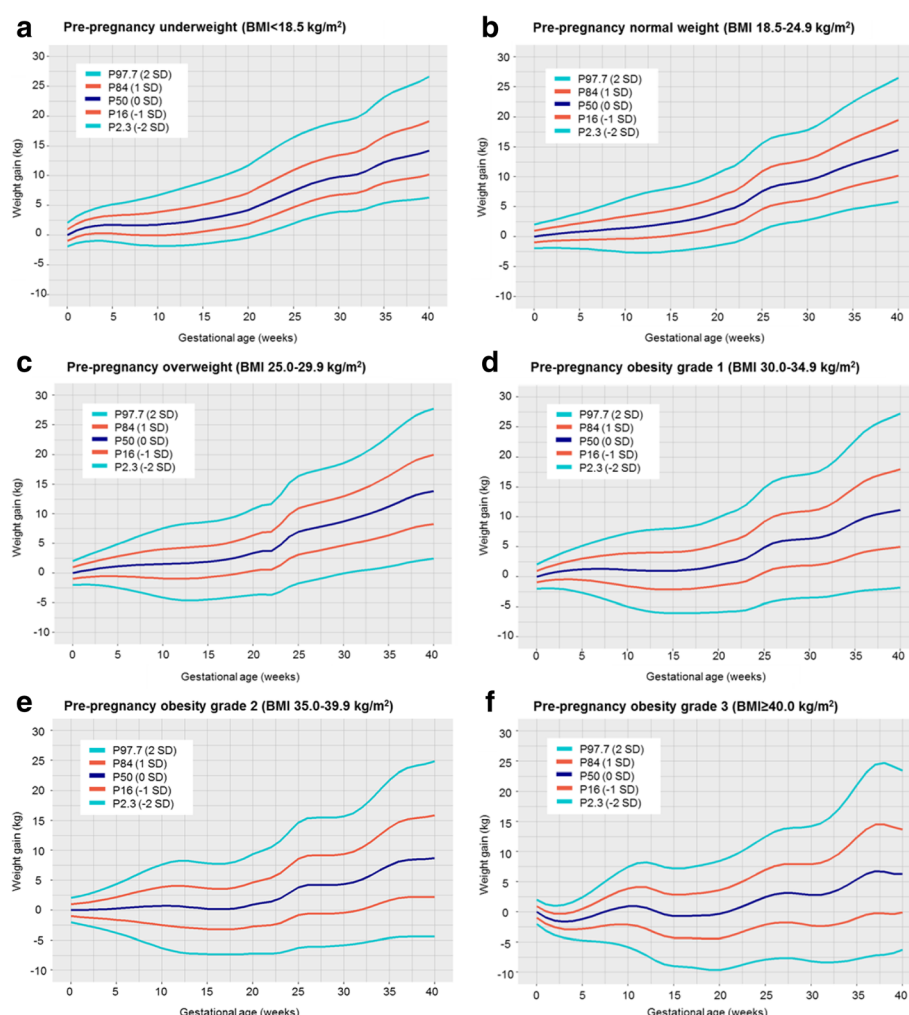 a Pre-pregnancy underweight (BMI<18.5 kg/m²)
30
25
20
15
10
5
0
-5
-10
Weight gain (kg)
P97.7 (2 SD)
P84 (1 SD)
P50 (0 SD)
P16 (-1 SD)
P2.3 (-2 SD)
0 5 10 15 20 25 30 35 40
Gestational age (weeks)
b Pre-pregnancy normal weight (BMI 18.5-24.9 kg/m²)
30
25
20
15
10
5
0
-5
-10
Weight gain (kg)
P97.7 (2 SD)
P84 (1 SD)
P50 (0 SD)
P16 (-1 SD)
P2.3 (-2 SD)
0 5 10 15 20 25 30 35 40
Gestational age (weeks)
c Pre-pregnancy overweight (BMI 25.0-29.9 kg/m²)
30
25
20
15
10
5
0
-5
-10
Weight gain (kg)
P97.7 (2 SD)
P84 (1 SD)
P50 (0 SD)
P16 (-1 SD)
P2.3 (-2 SD)
0 5 10 15 20 25 30 35 40
Gestational age (weeks)
d Pre-pregnancy obesity grade 1 (BMI 30.0-34.9 kg/m²)
30
25
20
15
10
5
0
-5
-10
Weight gain (kg)
P97.7 (2 SD)
P84 (1 SD)
P50 (0 SD)
P16 (-1 SD)
P2.3 (-2 SD)
0 5 10 15 20 25 30 35 40
Gestational age (weeks)
e Pre-pregnancy obesity grade 2 (BMI 35.0-39.9 kg/m²)
30
25
20
15
10
5
0
-5
-10
Weight gain (kg)
P97.7 (2 SD)
P84 (1 SD)
P50 (0 SD)
P16 (-1 SD)
P2.3 (-2 SD)
0 5 10 15 20 25 30 35 40
Gestational age (weeks)
f Pre-pregnancy obesity grade 3 (BMI≥40.0 kg/m²)
30
25
20
15
10
5
0
-5
-10
Weight gain (kg)
P97.7 (2 SD)
P84 (1 SD)
P50 (0 SD)
P16 (-1 SD)
P2.3 (-2 SD)
0 5 10 15 20 25 30 35 40
Gestational age (weeks)